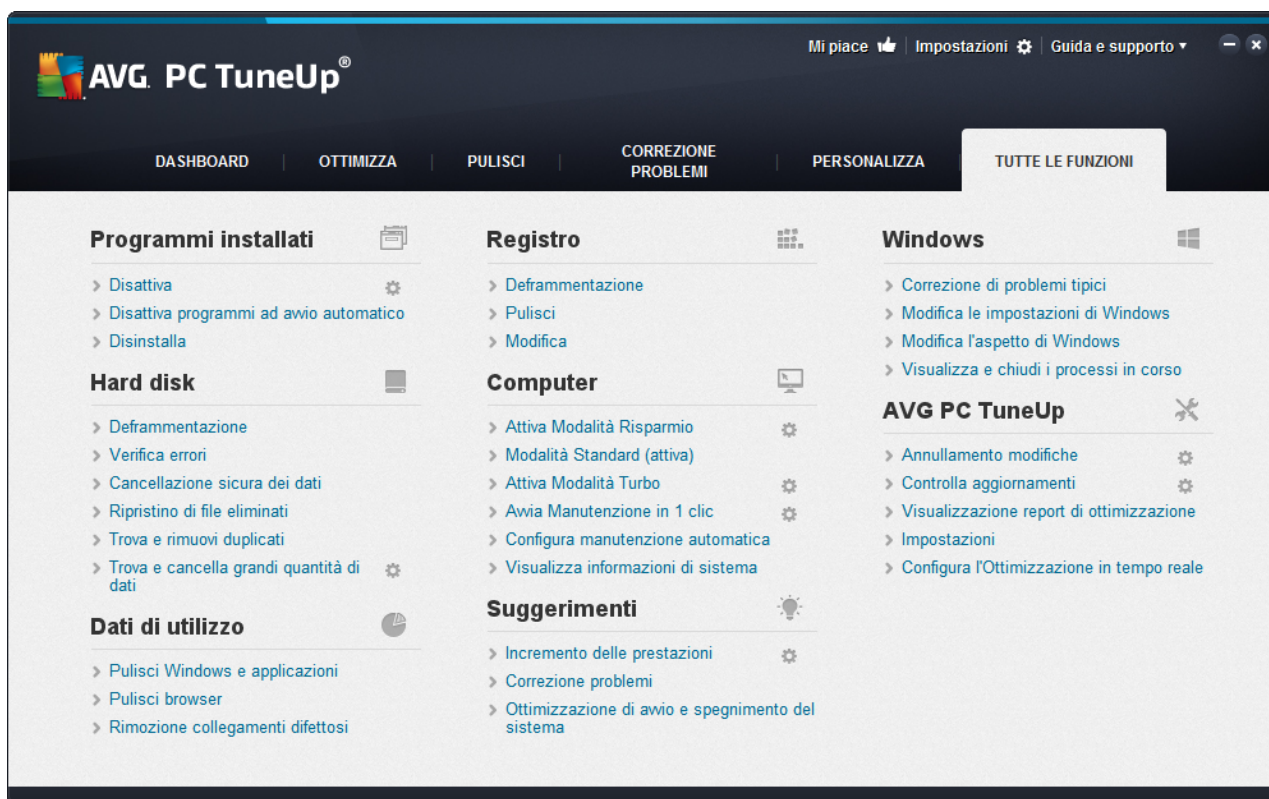 Mi piace
Impostazioni
Guida e supporto
AVG. PC TuneUp®
DASHBOARD
OTTIMIZZA
PULISCI
CORREZIONE
PROBLEMI
PERSONALIZZA
TUTTE LE FUNZIONI
Programmi installati
Disattiva
Disattiva programmi ad avvio automatico
Disinstalla
Hard disk
Deframmentazione
Verifica errori
Cancellazione sicura dei dati
Ripristino di file eliminati
Trova e rimuovi duplicati
Trova e cancella grandi quantità di
dati
Dati di utilizzo
Pulisci Windows e applicazioni
Pulisci browser
Rimozione collegamenti difettosi
Registro
Deframmentazione
Pulisci
Modifica
Computer
Attiva Modalità Risparmio
Modalità Standard (attiva)
Attiva Modalità Turbo
Avvia Manutenzione in 1 clic
Configura manutenzione automatica
Visualizza informazioni di sistema
Suggerimenti
Incremento delle prestazioni
Correzione problemi
Ottimizzazione di avvio e spegnimento del
sistema
Windows
Correzione di problemi tipici
Modifica le impostazioni di Windows
Modifica l'aspetto di Windows
Visualizza e chiudi i processi in corso
AVG PC TuneUp
Annullamento modifiche
Controlla aggiornamenti
Visualizzazione report di ottimizzazione
Impostazioni
Configura l'Ottimizzazione in tempo reale